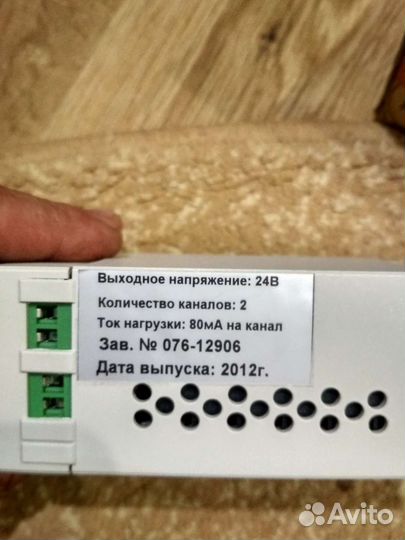 Выходное напряжение: 24В
Количество каналов: 2
Ток нагрузки: 80мА на канал
Зав. № 076-12906
Дата выпуска: 2012г.
Avito